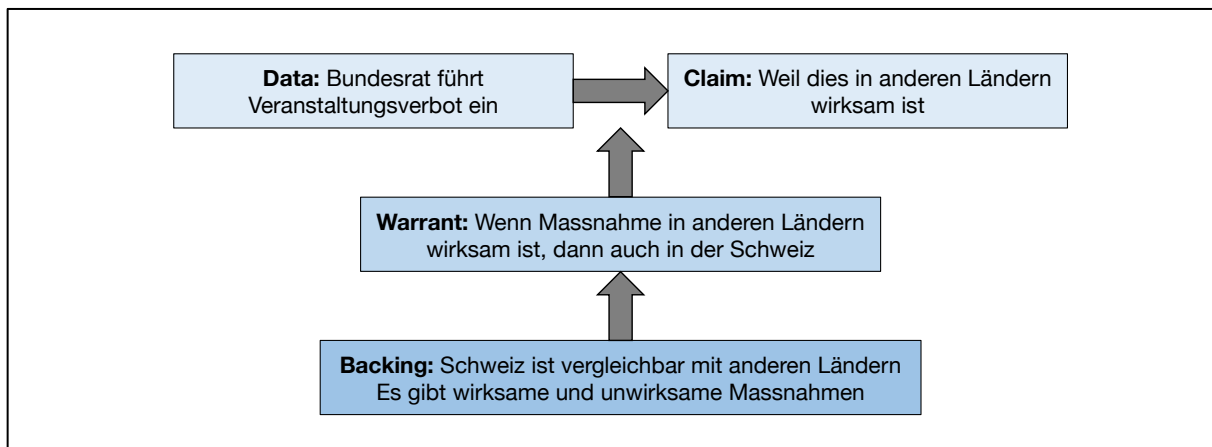 Data: Bundesrat führt
Veranstaltungsverbot ein
Claim: Weil dies in anderen Ländern
wirksam ist
Warrant: Wenn Massnahme in anderen Ländern
wirksam ist, dann auch in der Schweiz
Backing: Schweiz ist vergleichbar mit anderen Ländern
Es gibt wirksame und unwirksame Massnahmen